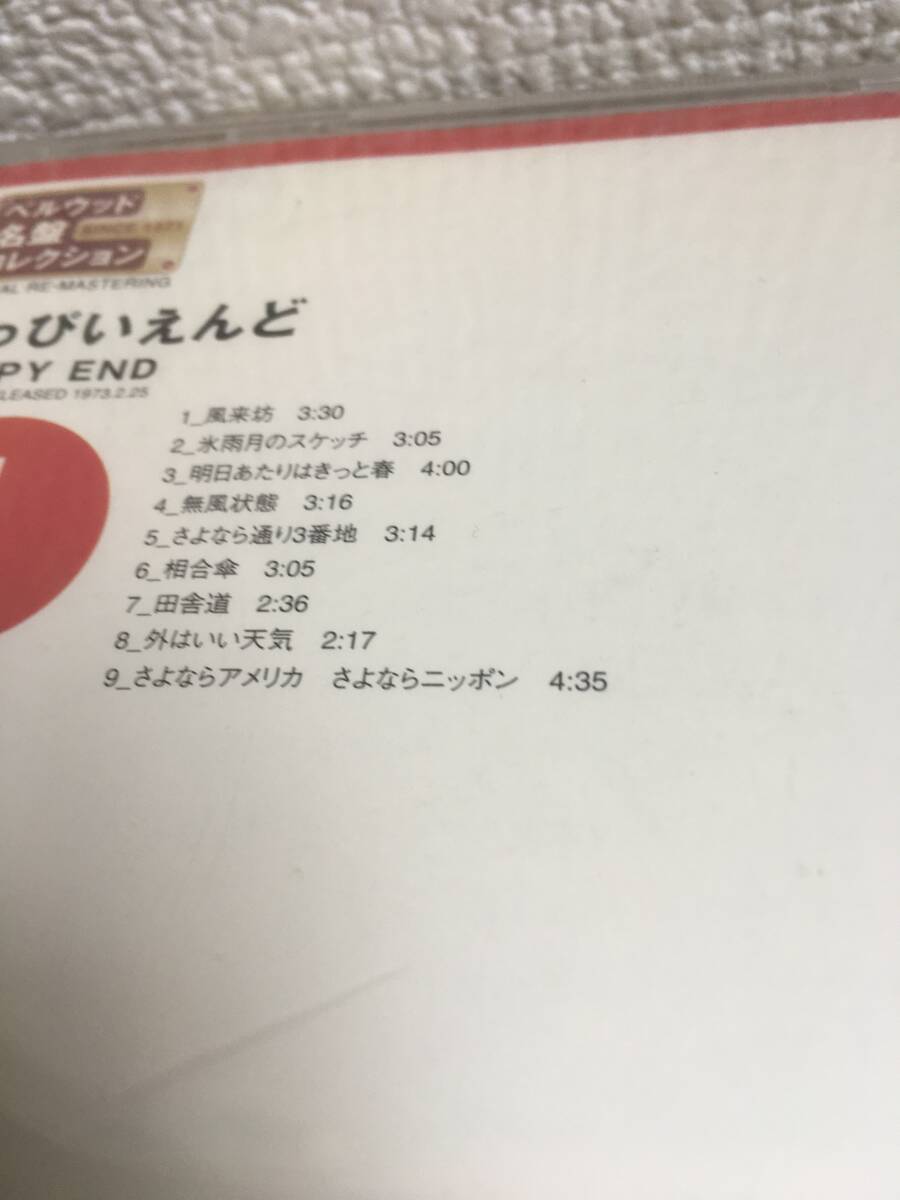 ベルウッド
名盤 SINCE 1971
コレクション
AL RE-MASTERING
っぴいえんど
PY END
LEASED 1973.2.25
1_風来坊 3:30
2_氷雨月のスケッチ 3:05
3_明日あたりはきっと春 4:00
4_無風状態 3:16
5_さよなら通り3番地 3:14
6_相合傘 3:05
7_田舎道 2:36
8_外はいい天気 2:17
9_さよならアメリカ さよならニッポン 4:35